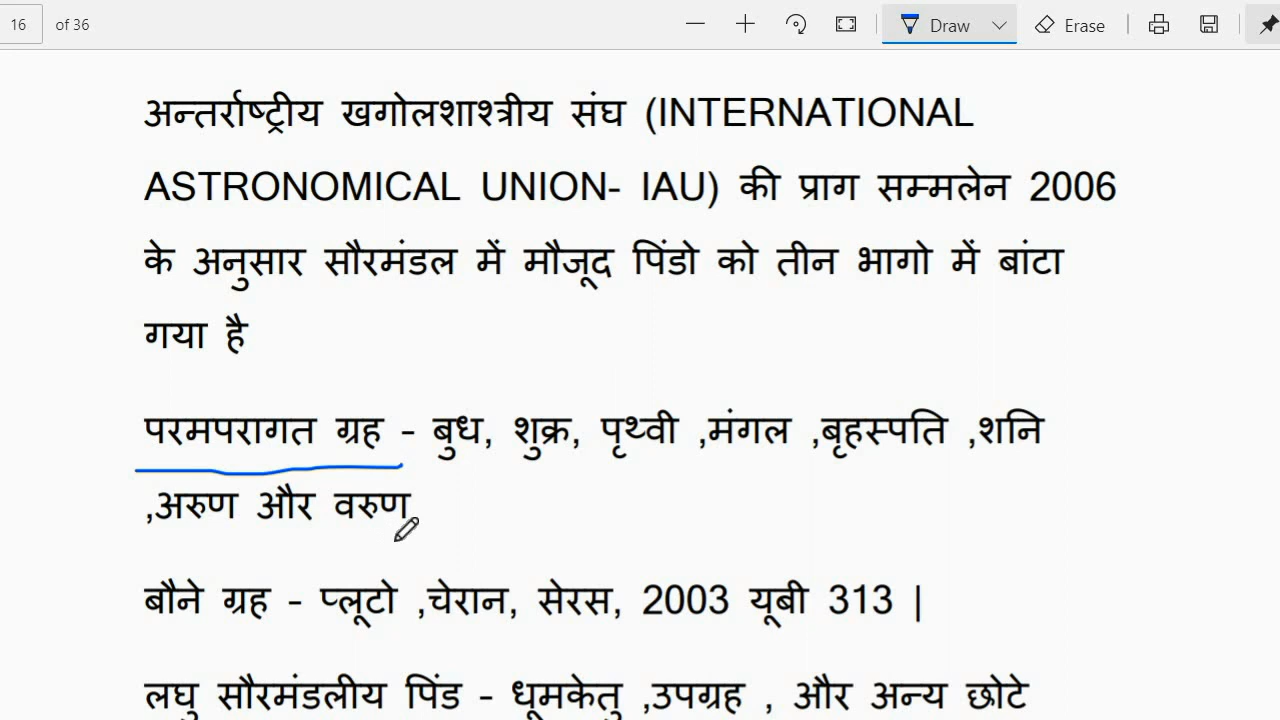 16 of 36 Draw Erase
अन्तर्राष्ट्रीय खगोलशाश्त्रीय संघ (INTERNATIONAL
ASTRONOMICAL UNION- IAU) की प्राग सम्मलेन 2006
के अनुसार सौरमंडल में मौजूद पिंडो को तीन भागो में बांटा
गया है
परमपरागत ग्रह - बुध, शुक्र, पृथ्वी ,मंगल ,बृहस्पति ,शनि
,अरुण और वरुण
बौने ग्रह - प्लूटो ,चेरान, सेरस, 2003 यूबी 313 |
लघु सौरमंडलीय पिंड - धूमकेतु ,उपग्रह , और अन्य छोटे